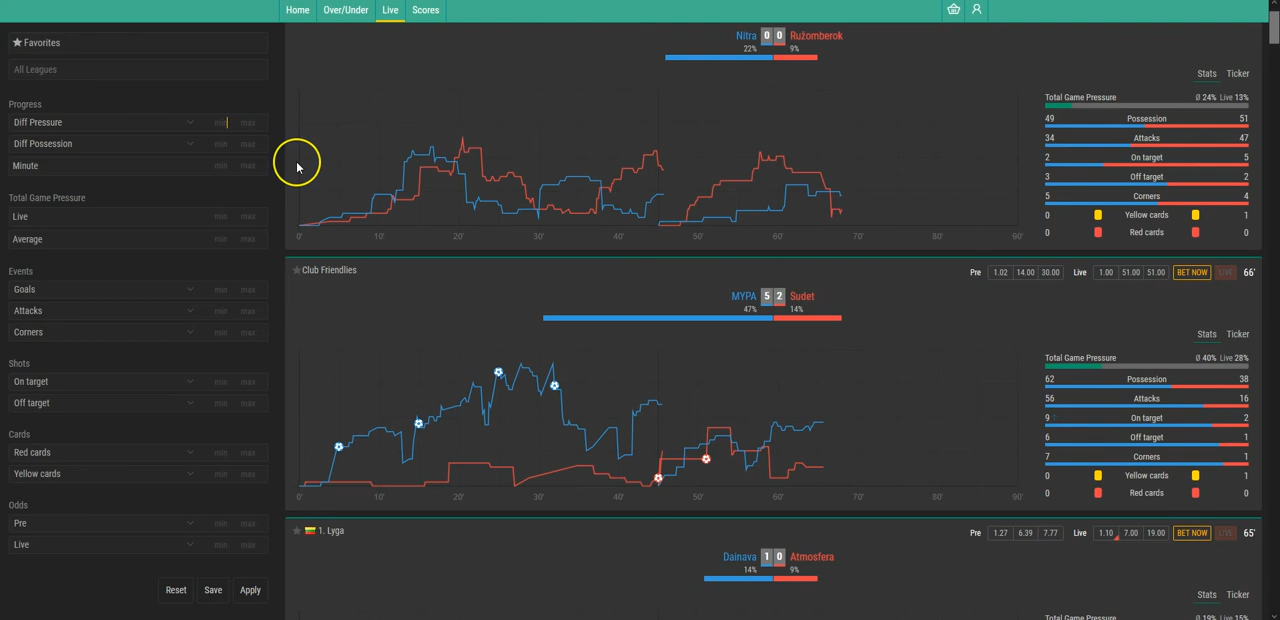 Home Over/Under Live Scores
Favorites
All Leagues
Progress
Diff Pressure min max
Diff Possession min max
Minute min max
Total Game Pressure
Live min max
Average min max
Events
Goals min max
Attacks min max
Corners min max
Shots
On target min max
Off target min max
Cards
Red cards min max
Yellow cards min max
Odds
Pre min max
Live min max
Reset Save Apply
Nitra 0 0 Ružomberok
22% 9%
Stats Ticker
Total Game Pressure Ø 24% Live 13%
49 Possession 51
34 Attacks 47
2 On target 5
3 Off target 2
5 Corners 4
0 Yellow cards 1
0 Red cards 0
0' 10' 20' 30' 40' 50' 60' 70' 80' 90'
Club Friendlies
Pre 1.02 14.00 30.00 Live 1.00 51.00 51.00 BET NOW LIVE 66'
MYPA 5 2 Sudet
47% 14%
Stats Ticker
Total Game Pressure Ø 40% Live 28%
62 Possession 38
56 Attacks 16
9 On target 2
6 Off target 1
7 Corners 1
0 Yellow cards 1
0 Red cards 0
0' 10' 20' 30' 40' 50' 60' 70' 80' 90'
1. Lyga
Pre 1.27 6.39 7.77 Live 1.10 7.00 19.00 BET NOW LIVE 65'
Dainava 1 0 Atmosfera
14% 9%
Stats Ticker
Total Game Pressure Ø 19% Live 15%